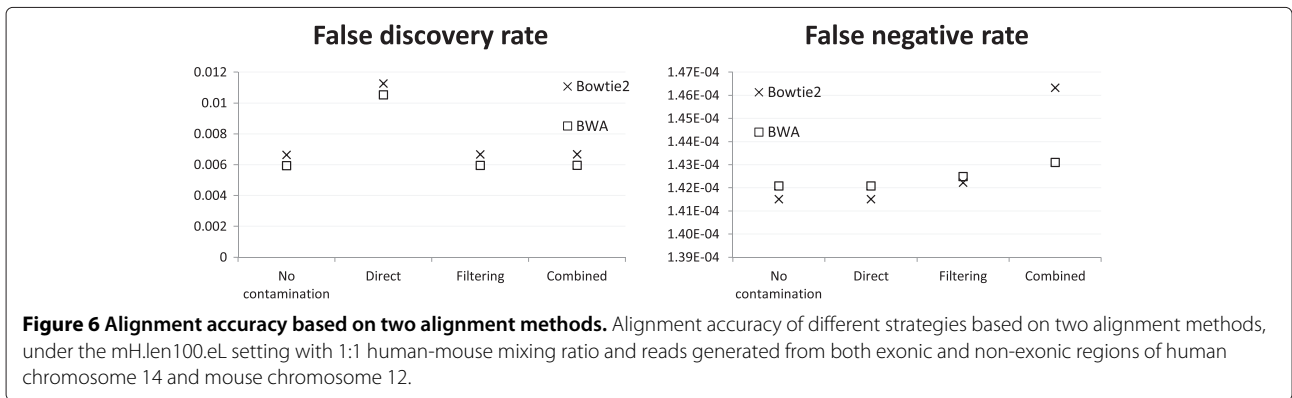 False discovery rate
0.012
0.01
0.008
0.006
0.004
0.002
0
× Bowtie2
□ BWA
No contamination
Direct
Filtering
Combined
False negative rate
1.47E-04
1.46E-04
1.45E-04
1.44E-04
1.43E-04
1.42E-04
1.41E-04
1.40E-04
1.39E-04
× Bowtie2
□ BWA
No contamination
Direct
Filtering
Combined
Figure 6 Alignment accuracy based on two alignment methods. Alignment accuracy of different strategies based on two alignment methods,
under the mH.len100.eL setting with 1:1 human-mouse mixing ratio and reads generated from both exonic and non-exonic regions of human
chromosome 14 and mouse chromosome 12.